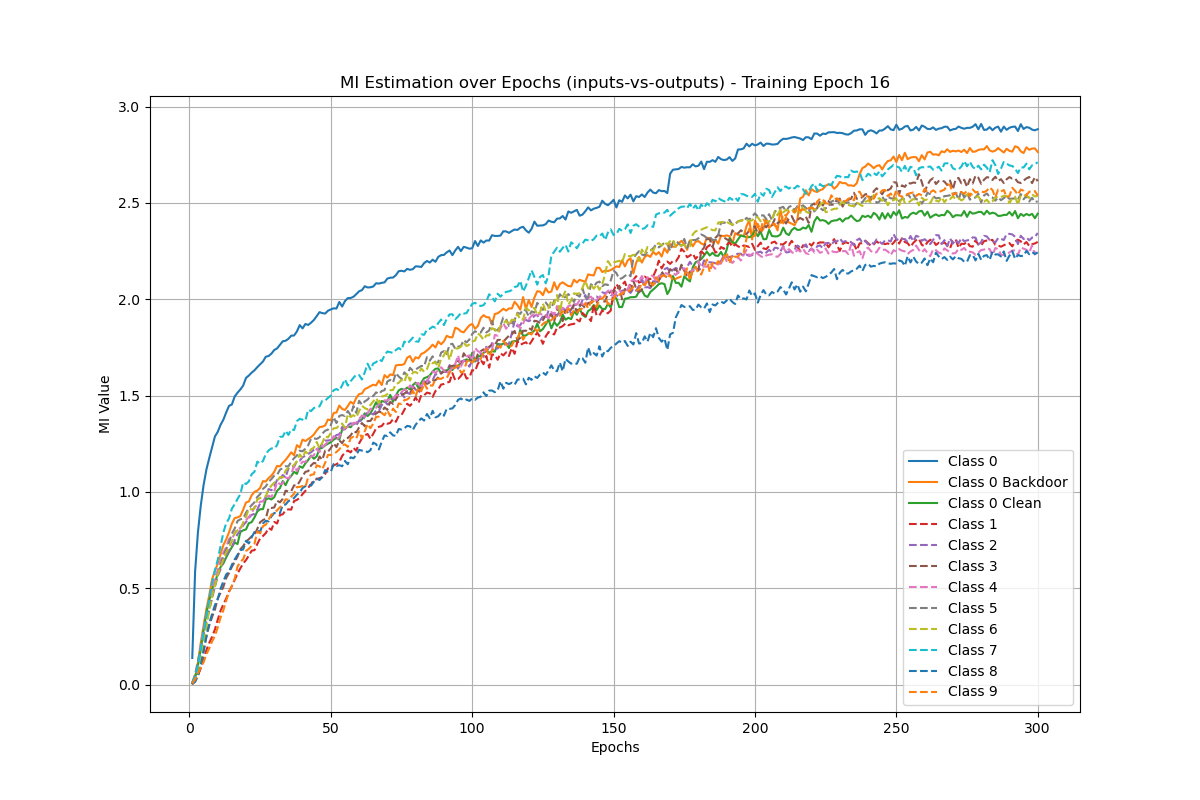 MI Estimation over Epochs (inputs-vs-outputs) - Training Epoch 16
MI Value
3.0
2.5
2.0
1.5
1.0
0.5
0.0
0
50
100
150
200
250
300
Epochs
Class 0
Class 0 Backdoor
Class 0 Clean
Class 1
Class 2
Class 3
Class 4
Class 5
Class 6
Class 7
Class 8
Class 9